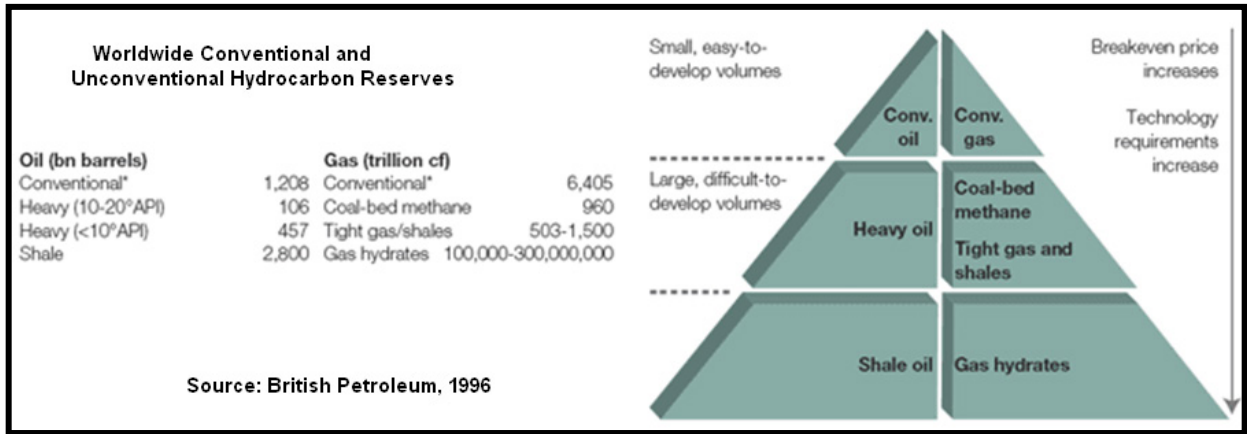 Worldwide Conventional and
Unconventional Hydrocarbon Reserves
Oil (bn barrels) Gas (trillion cf)
Conventional* 1,208 Conventional* 6,405
Heavy (10-20°API) 106 Coal-bed methane 960
Heavy (<10°API) 457 Tight gas/shales 503-1,500
Shale 2,800 Gas hydrates 100,000-300,000,000
Source: British Petroleum, 1996
Small, easy-to-
develop volumes
Large, difficult-to-
develop volumes
Conv.
oil
Conv.
gas
Heavy oil
Coal-bed
methane
Tight gas and
shales
Shale oil
Gas hydrates
Breakeven price
increases
Technology
requirements
increase